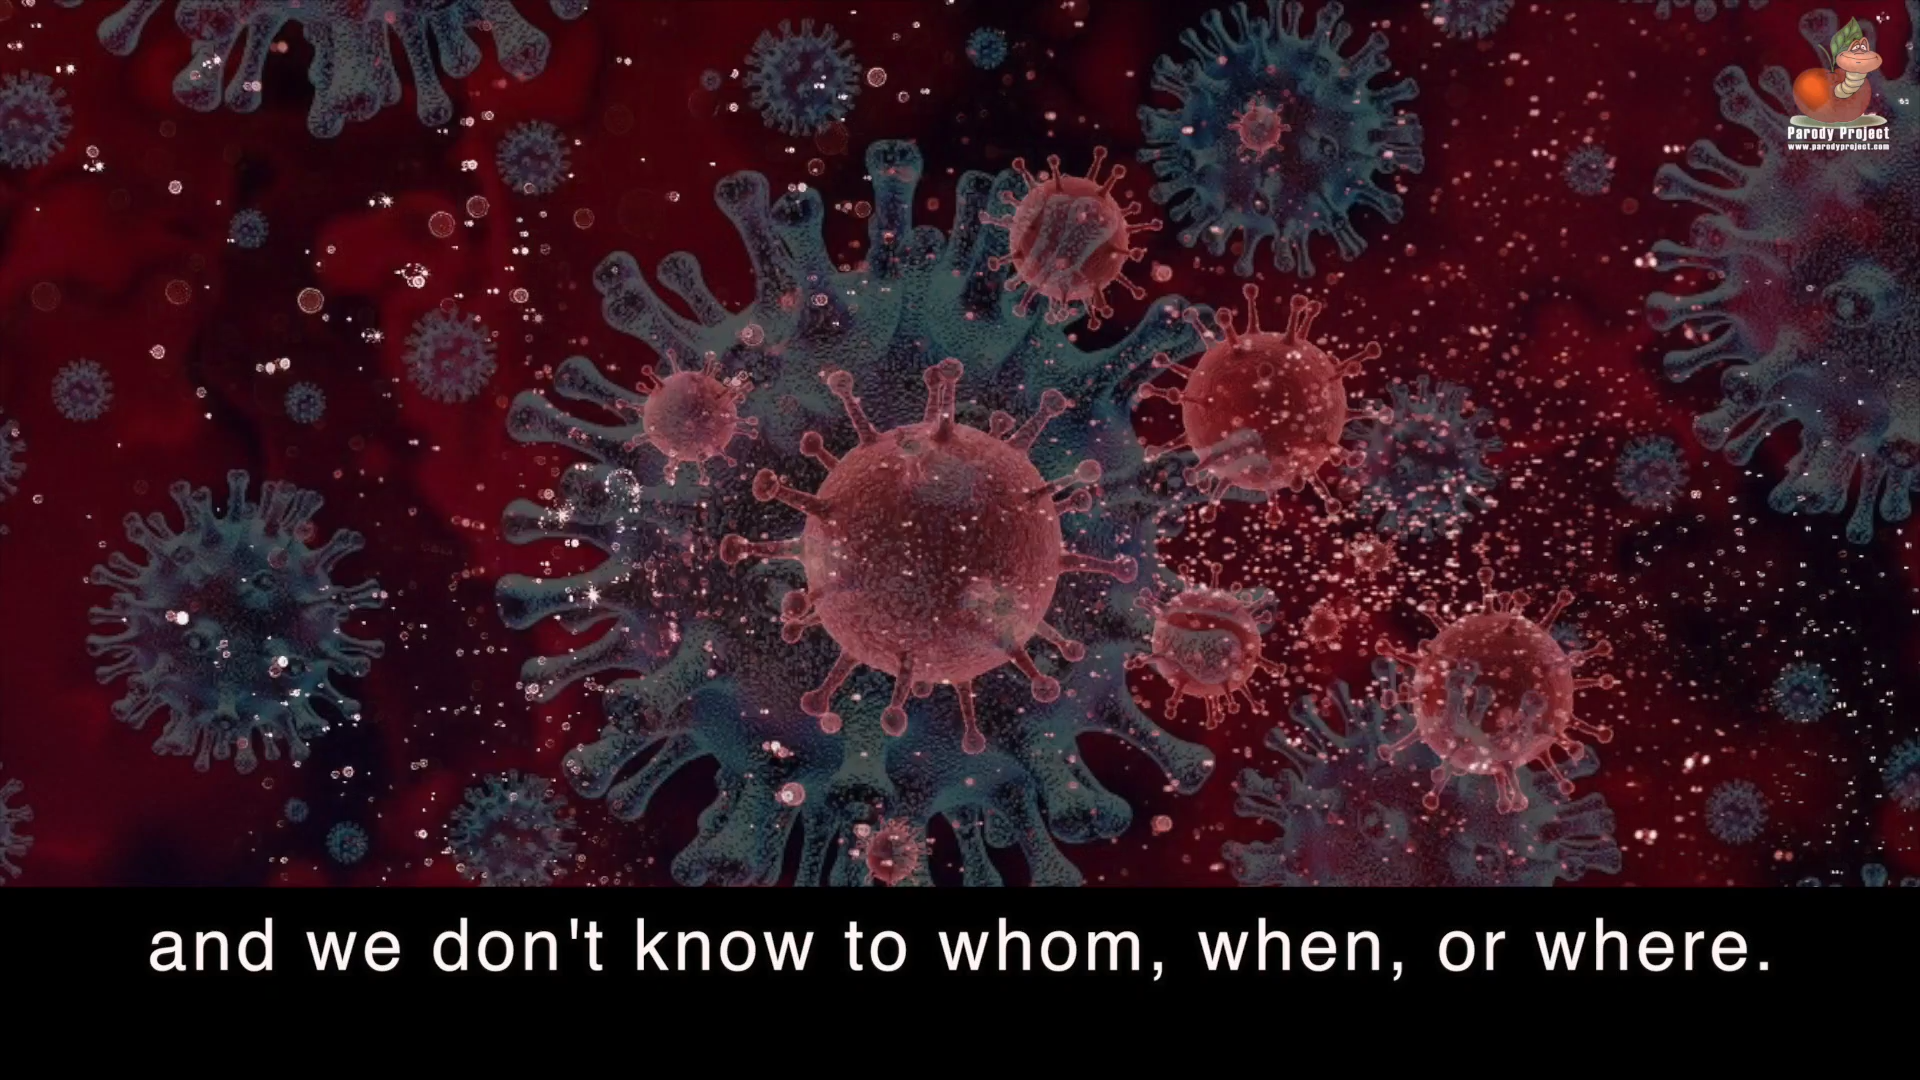 Parody Project
www.parodyproject.com
and we don't know to whom, when, or where.